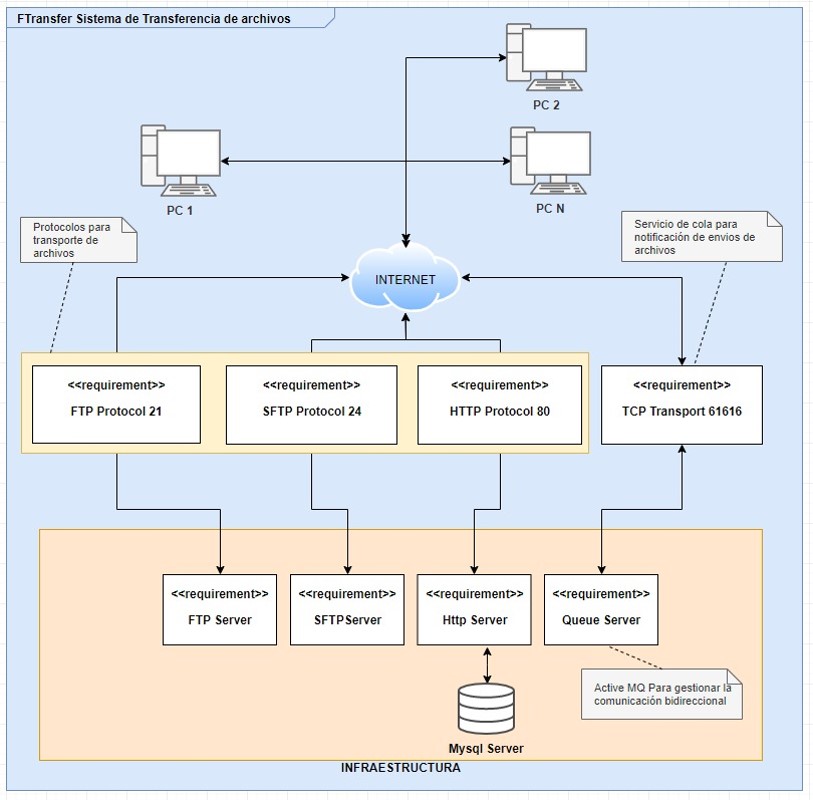 FTransfer Sistema de Transferencia de archivos
PC 2
PC 1
PC N
Protocolos para
transporte de
archivos
Servicio de cola para
notificación de envios de
archivos
INTERNET
<<requirement>>
FTP Protocol 21
<<requirement>>
SFTP Protocol 24
<<requirement>>
HTTP Protocol 80
<<requirement>>
TCP Transport 61616
<<requirement>>
FTP Server
<<requirement>>
SFTPServer
<<requirement>>
Http Server
<<requirement>>
Queue Server
Active MQ Para gestionar la
comunicación bidireccional
Mysql Server
INFRAESTRUCTURA